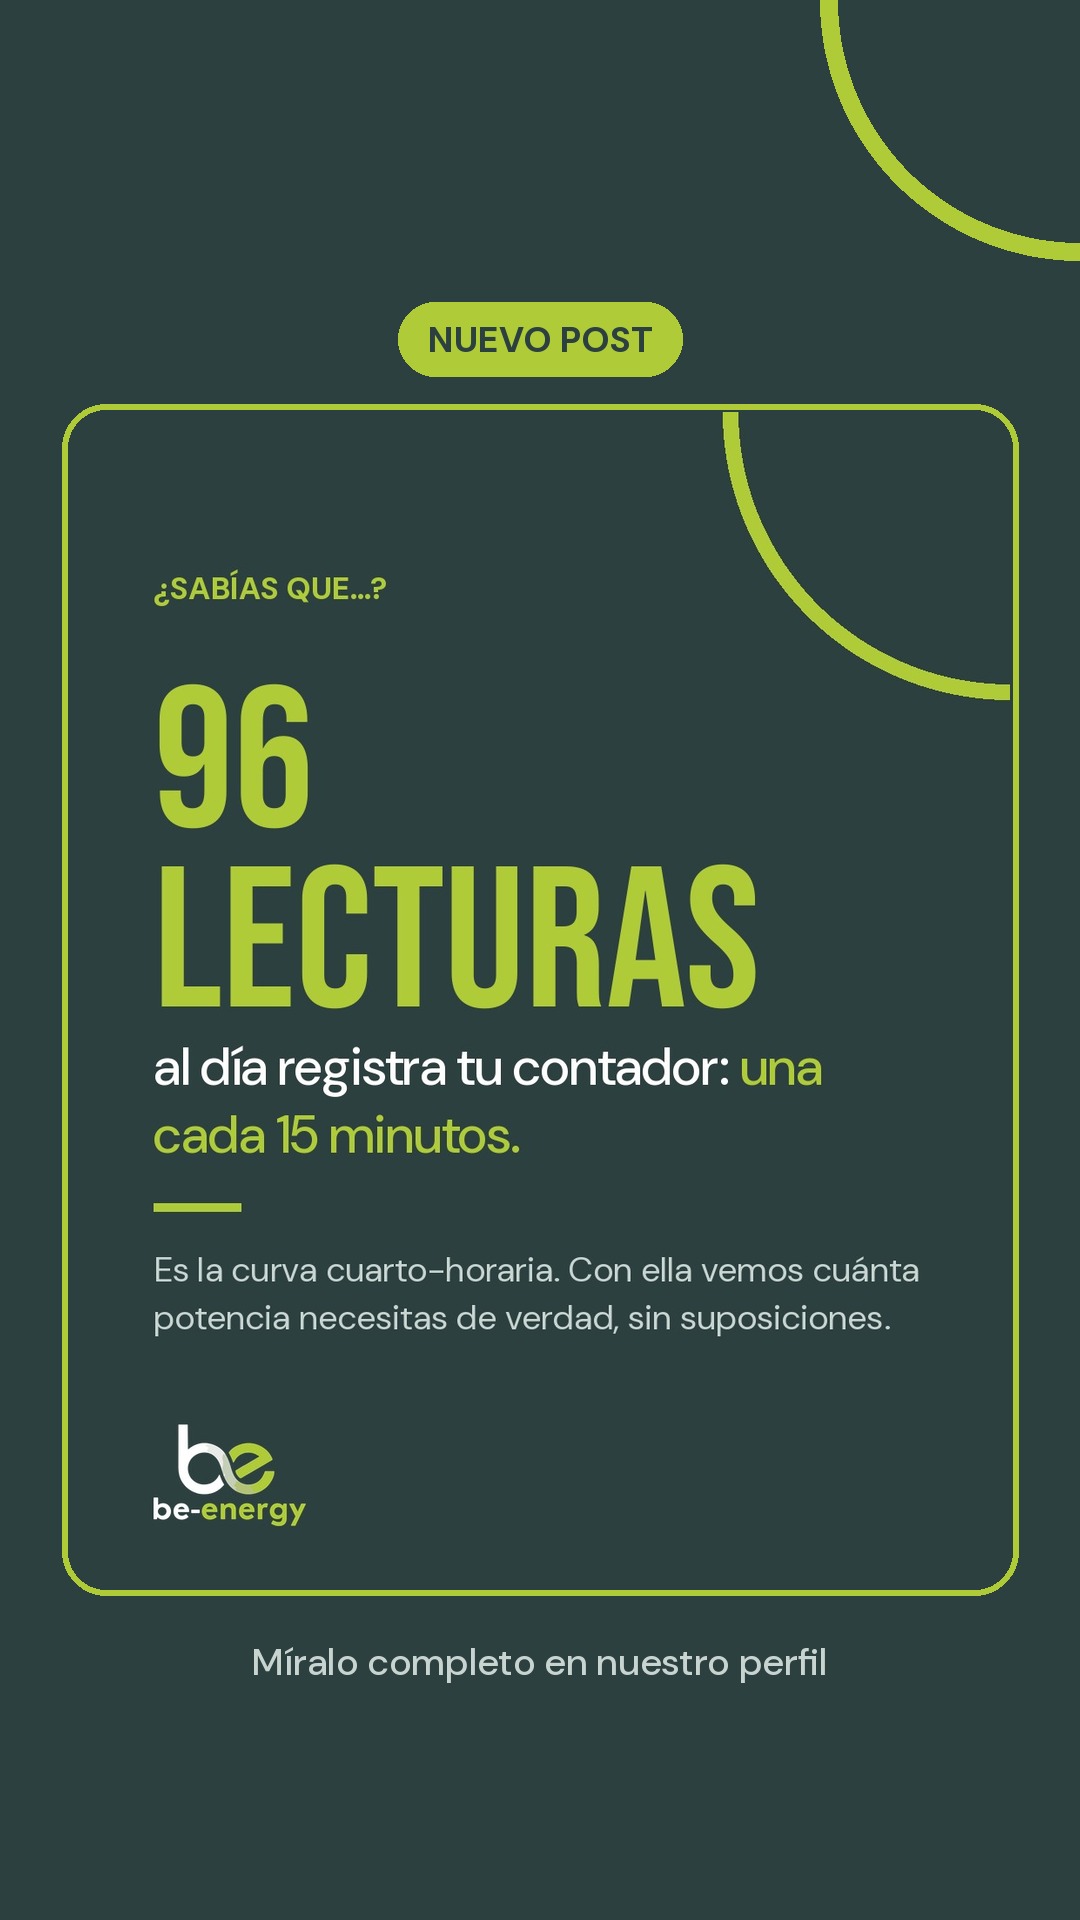 NUEVO POST
¿SABÍAS QUE...?
96
LECTURAS
al día registra tu contador: una
cada 15 minutos.
Es la curva cuarto-horaria. Con ella vemos cuánta
potencia necesitas de verdad, sin suposiciones.
be
be-energy
Míralo completo en nuestro perfil